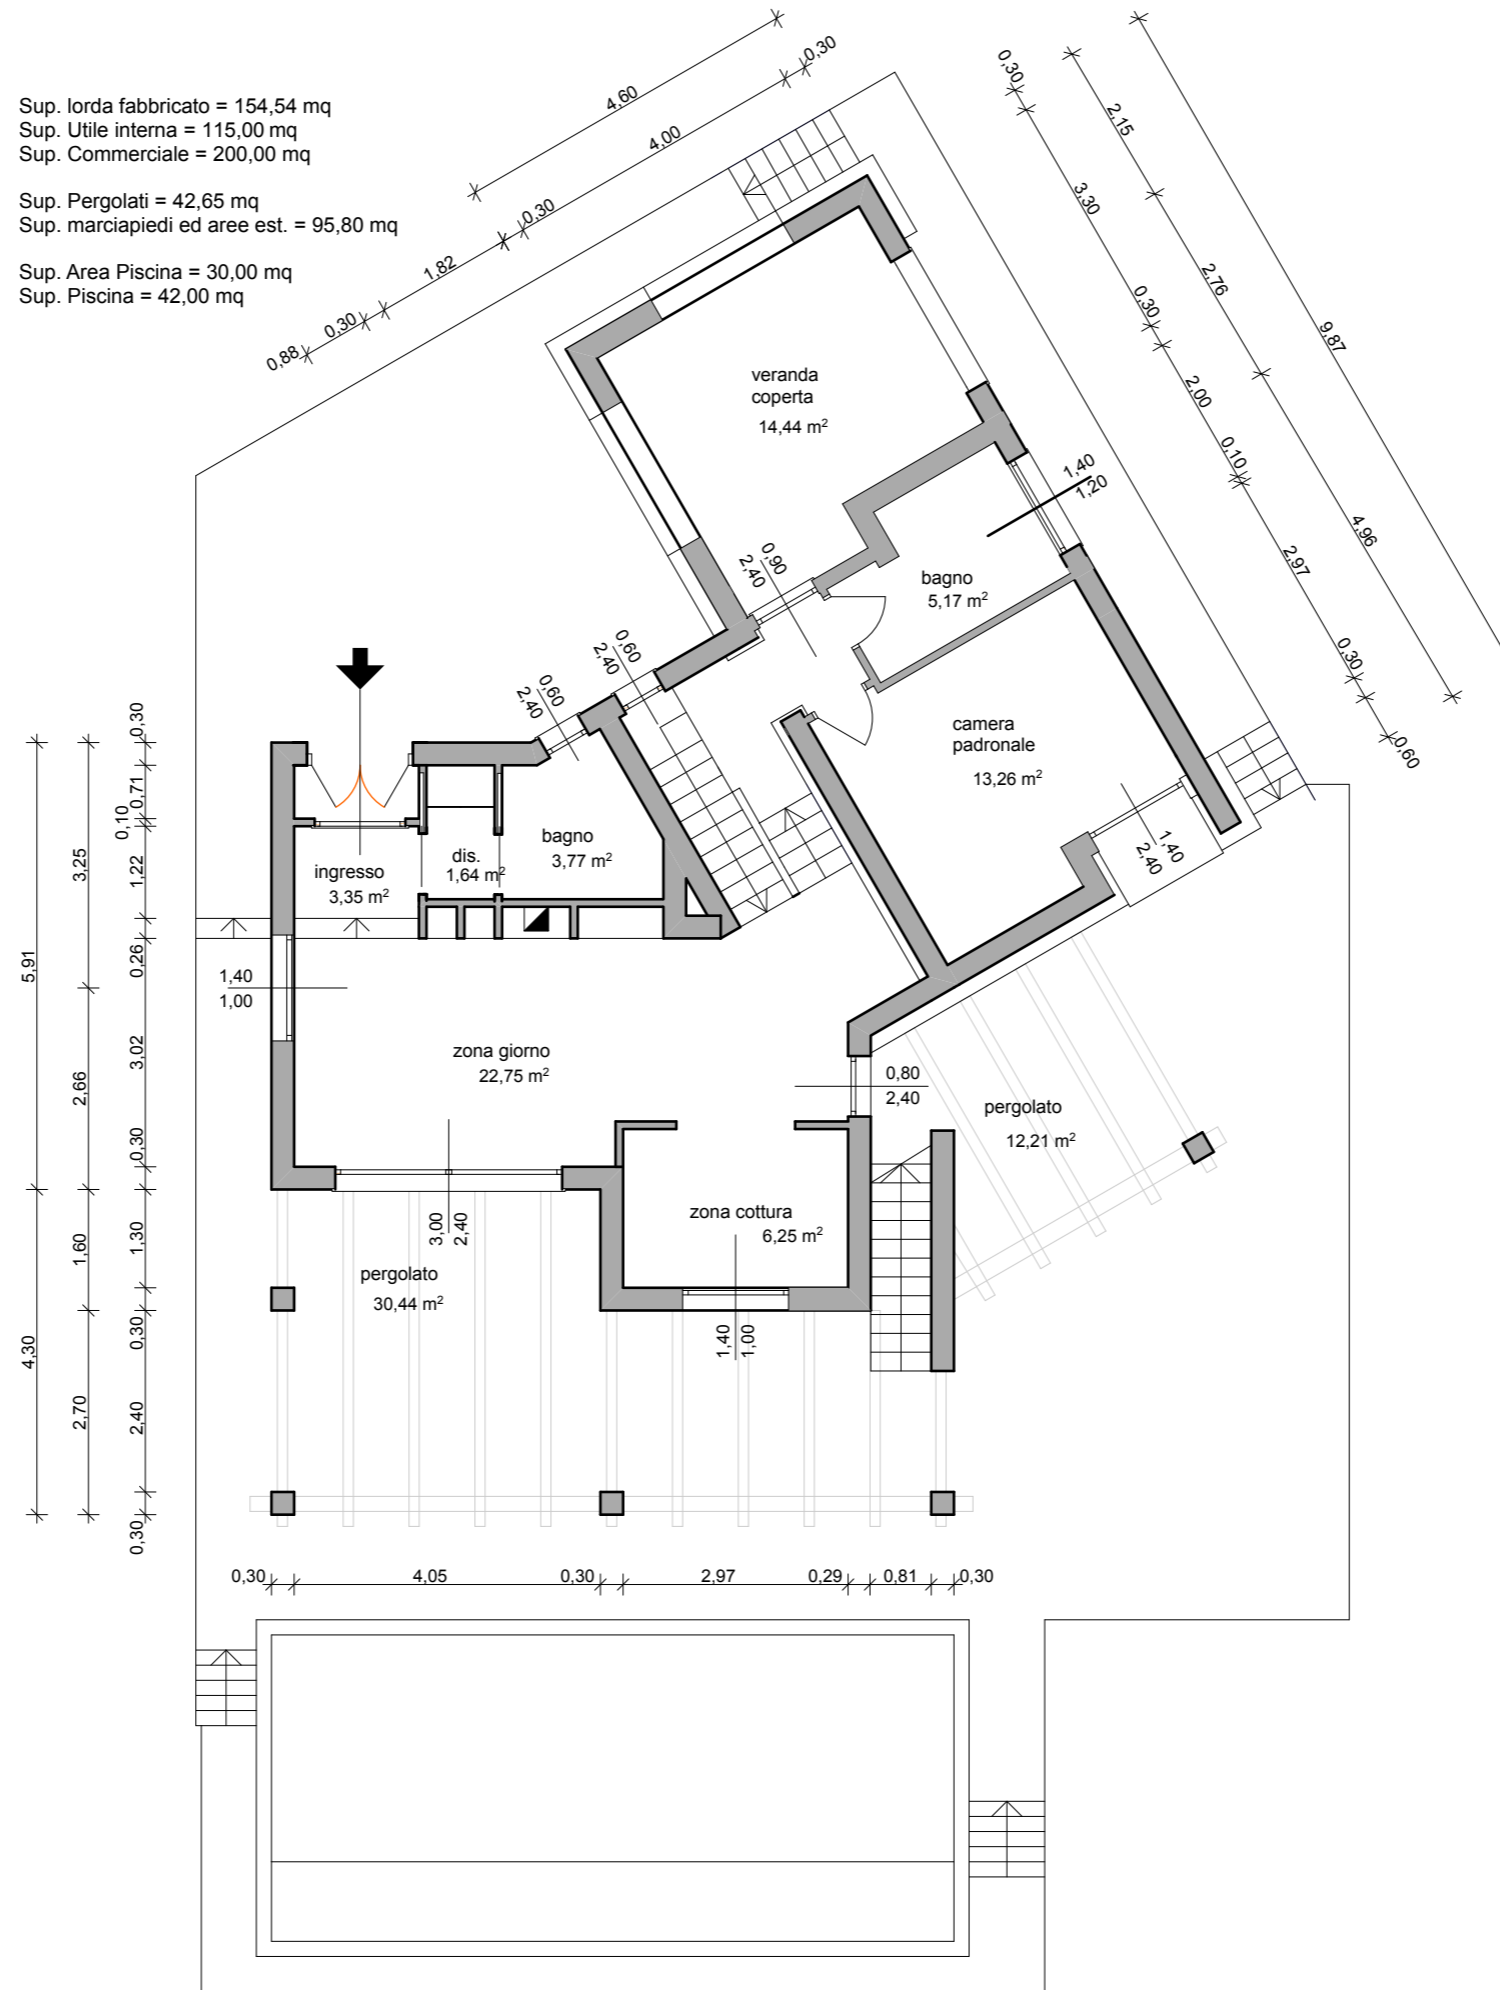 Sup. lorda fabbricato = 154,54 mq
Sup. Utile interna = 115,00 mq
Sup. Commerciale = 200,00 mq
Sup. Pergolati = 42,65 mq
Sup. marciapiedi ed aree est. = 95,80 mq
Sup. Area Piscina = 30,00 mq
Sup. Piscina = 42,00 mq
4,60
0,88
0,30
1,82
0,30
4,00
0,30
0,30
3,30
0,30
2,00
0,10
2,97
0,30
0,60
2,15
2,76
4,96
9,87
veranda
coperta
14,44 m²
1,40
1,20
0,90
2,40
bagno
5,17 m²
0,60
2,40
0,60
2,40
camera
padronale
13,26 m²
1,40
2,40
bagno
3,77 m²
dis.
1,64 m²
ingresso
3,35 m²
1,40
1,00
zona giorno
22,75 m²
0,80
2,40
pergolato
12,21 m²
zona cottura
6,25 m²
3,00
2,40
pergolato
30,44 m²
1,40
1,00
5,91
4,30
3,25
2,66
1,60
2,70
0,30
0,71
0,10
1,22
0,26
3,02
0,30
1,30
0,30
2,40
0,30
0,30
4,05
0,30
2,97
0,29
0,81
0,30